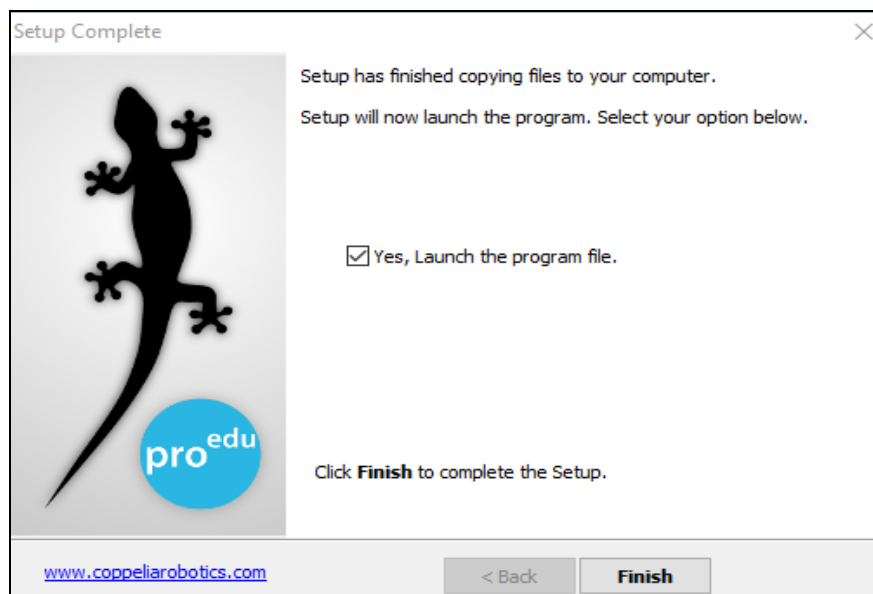 Setup Complete
Setup has finished copying files to your computer.
Setup will now launch the program. Select your option below.
Yes, Launch the program file.
pro edu
Click Finish to complete the Setup.
www.coppeliarobotics.com
< Back
Finish